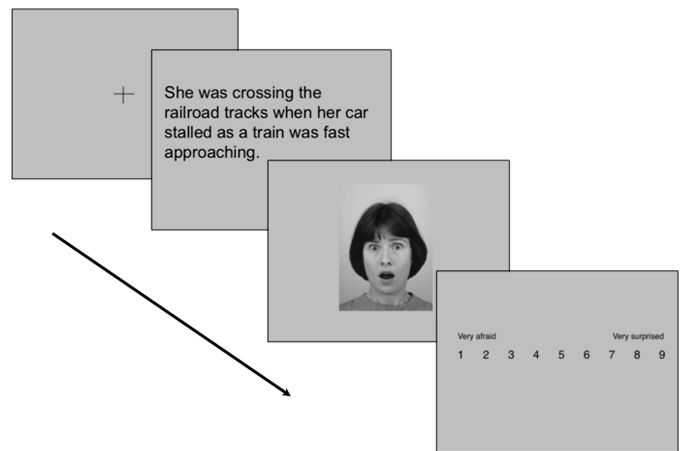 She was crossing the
railroad tracks when her car
stalled as a train was fast
approaching.
Very afraid Very surprised
1 2 3 4 5 6 7 8 9